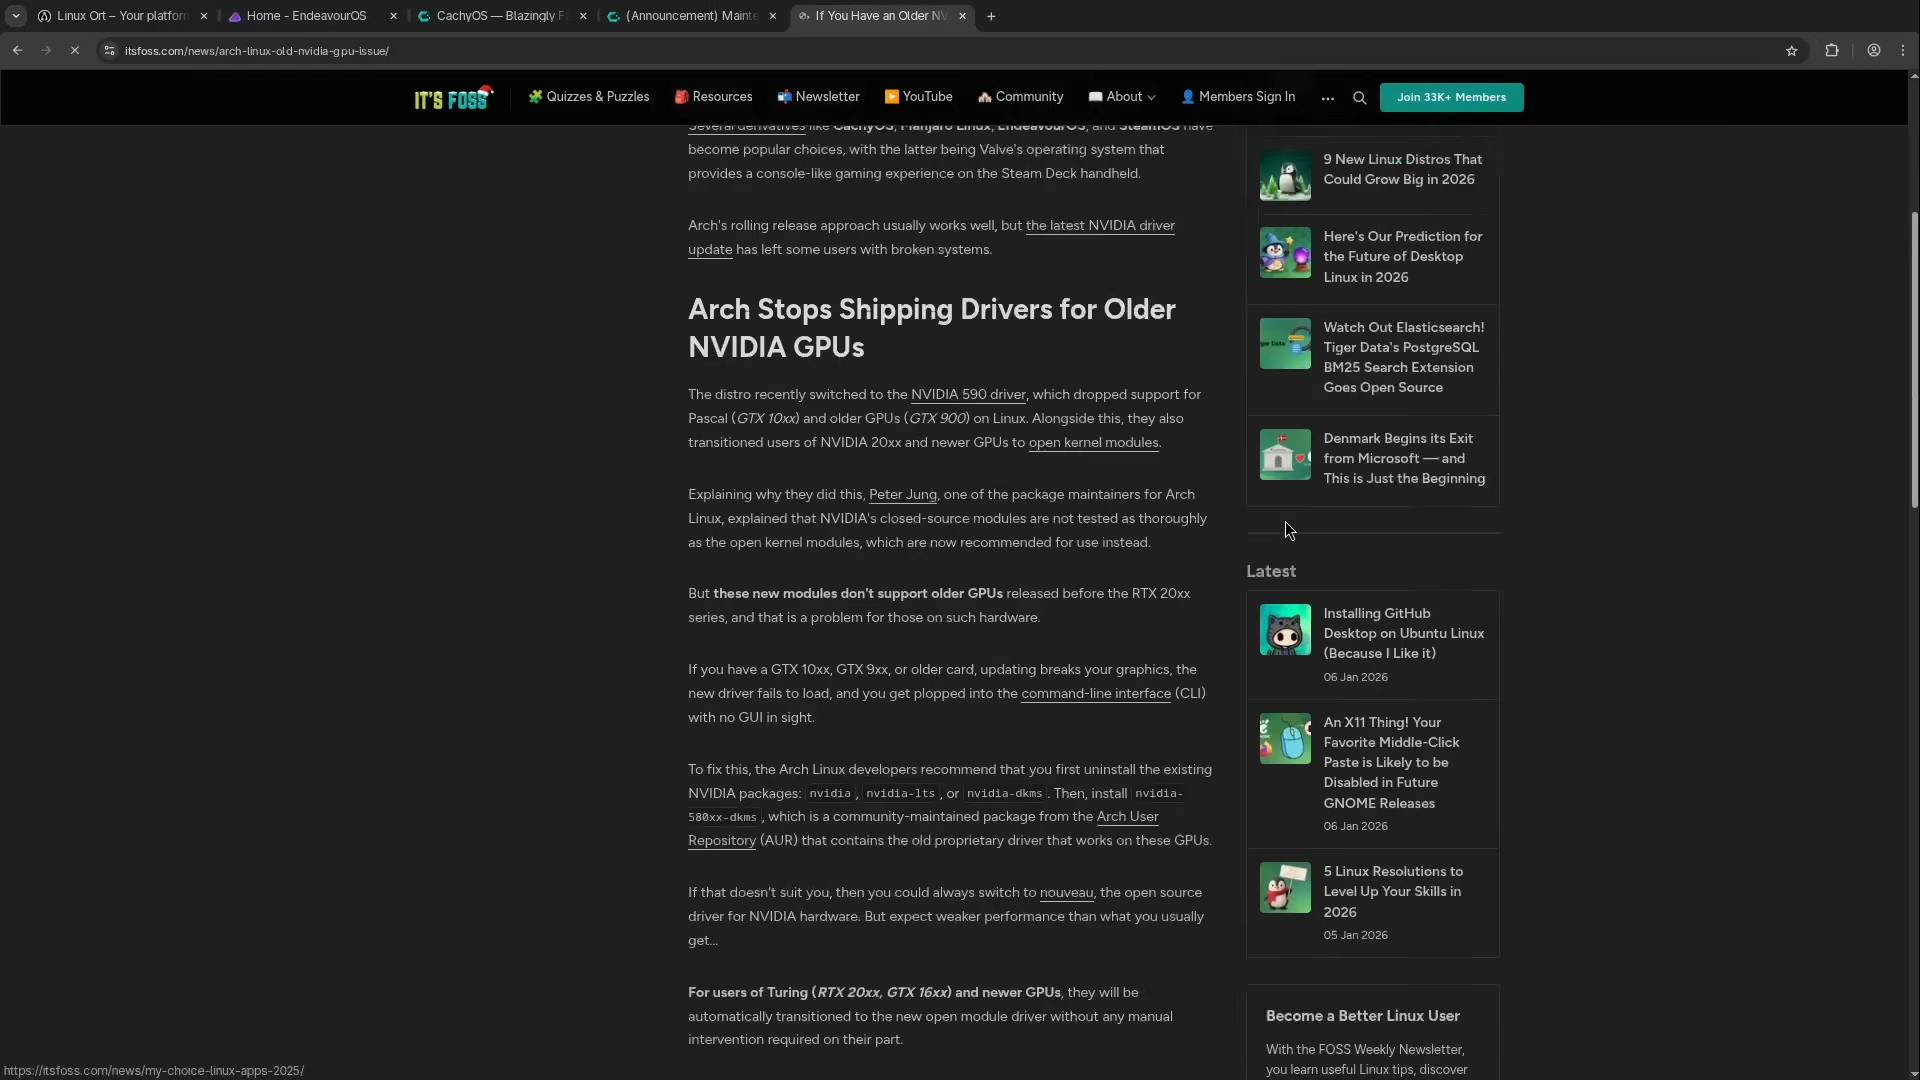 Linux Ort – Your platform
Home - EndeavourOS
CachyOS — Blazingly F
(Announcement) Mainte
If You Have an Older NV
itsfoss.com/news/arch-linux-old-nvidia-gpu-issue/
IT'S FOSS
Quizzes & Puzzles
Resources
Newsletter
YouTube
Community
About
Members Sign In
Join 33K+ Members
Several derivatives like CachyOS, Manjaro Linux, EndeavourOS, and SteamOS have
become popular choices, with the latter being Valve's operating system that
provides a console-like gaming experience on the Steam Deck handheld.
Arch's rolling release approach usually works well, but the latest NVIDIA driver
update has left some users with broken systems.
Arch Stops Shipping Drivers for Older
NVIDIA GPUs
The distro recently switched to the NVIDIA 590 driver, which dropped support for
Pascal (GTX 10xx) and older GPUs (GTX 900) on Linux. Alongside this, they also
transitioned users of NVIDIA 20xx and newer GPUs to open kernel modules.
Explaining why they did this, Peter Jung, one of the package maintainers for Arch
Linux, explained that NVIDIA's closed-source modules are not tested as thoroughly
as the open kernel modules, which are now recommended for use instead.
But these new modules don't support older GPUs released before the RTX 20xx
series, and that is a problem for those on such hardware.
If you have a GTX 10xx, GTX 9xx, or older card, updating breaks your graphics, the
new driver fails to load, and you get plopped into the command-line interface (CLI)
with no GUI in sight.
To fix this, the Arch Linux developers recommend that you first uninstall the existing
NVIDIA packages: nvidia, nvidia-lts, or nvidia-dkms. Then, install nvidia-
580xx-dkms, which is a community-maintained package from the Arch User
Repository (AUR) that contains the old proprietary driver that works on these GPUs.
If that doesn't suit you, then you could always switch to nouveau, the open source
driver for NVIDIA hardware. But expect weaker performance than what you usually
get...
For users of Turing (RTX 20xx, GTX 16xx) and newer GPUs, they will be
automatically transitioned to the new open module driver without any manual
intervention required on their part.
9 New Linux Distros That
Could Grow Big in 2026
Here's Our Prediction for
the Future of Desktop
Linux in 2026
Tiger Data
Watch Out Elasticsearch!
Tiger Data's PostgreSQL
BM25 Search Extension
Goes Open Source
Denmark Begins its Exit
from Microsoft — and
This is Just the Beginning
Latest
Installing GitHub
Desktop on Ubuntu Linux
(Because I Like it)
06 Jan 2026
An X11 Thing! Your
Favorite Middle-Click
Paste is Likely to be
Disabled in Future
GNOME Releases
06 Jan 2026
5 Linux Resolutions to
Level Up Your Skills in
2026
05 Jan 2026
Become a Better Linux User
With the FOSS Weekly Newsletter,
you learn useful Linux tips, discover
https://itsfoss.com/news/my-choice-linux-apps-2025/